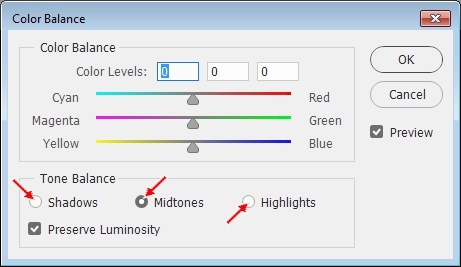 Color Balance
Color Balance
Color Levels: 0 0 0
Cyan Red
Magenta Green
Yellow Blue
Tone Balance
Shadows Midtones Highlights
Preserve Luminosity
OK
Cancel
Preview